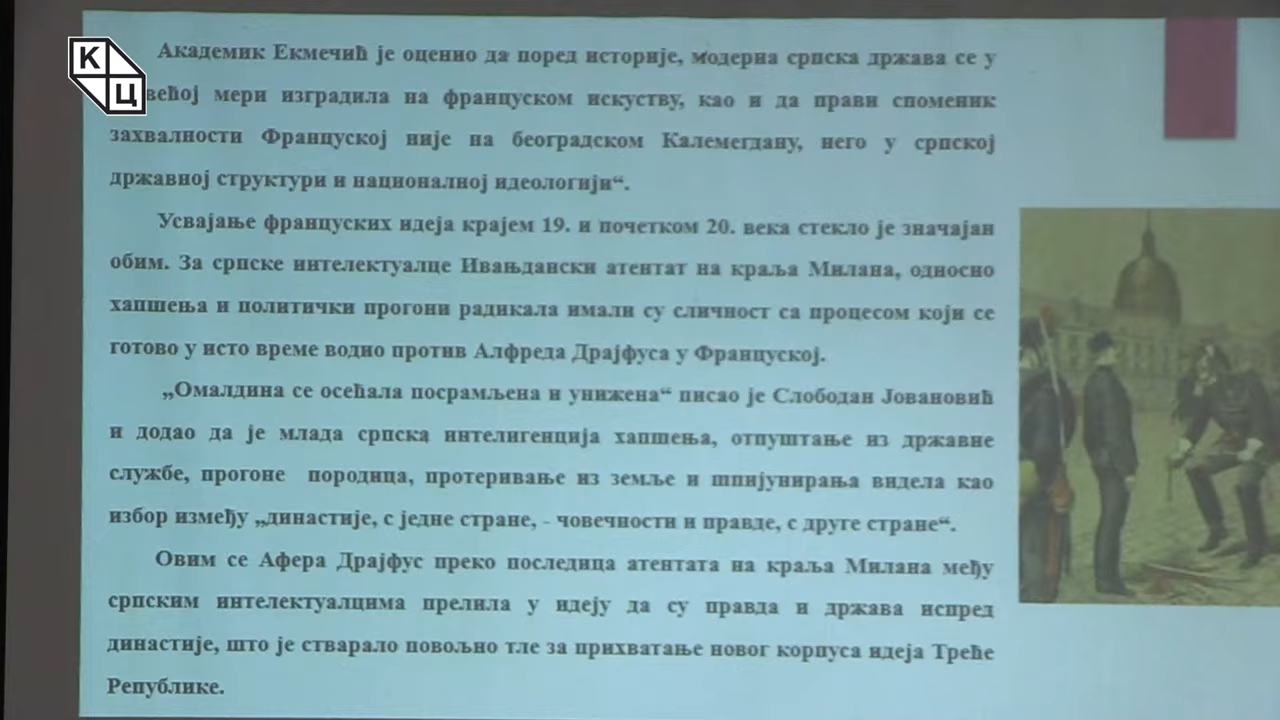 К
Ц
Академик Екмечић је оценио да поред историје, модерна српска држава се у
већој мери изградила на француском искуству, као и да прави споменик
захвалности Француској није на београдском Калемегдану, него у српској
државној структури и националној идеологији“.
Усвајање француских идеја крајем 19. и почетком 20. века стекло је значајан
обим. За српске интелектуалце Ивањдански атентат на краља Милана, односно
хапшења и политички прогони радикала имали су сличност са процесом који се
готово у исто време водио против Алфреда Драјфуса у Француској.
„Омалдина се осећала посрамљена и унижена“ писао је Слободан Јовановић
и додао да је млада српска интелигенција хапшења, отпуштање из државне
службе, прогоне породица, протеривање из земље и шпијунирања видела као
избор између „династије, с једне стране, - човечности и правде, с друге стране“.
Овим се Афера Драјфус преко последица атентата на краља Милана међу
српским интелектуалцима прелила у идеју да су правда и држава испред
династије, што је стварало повољно тле за прихватање новог корпуса идеја Треће
Републике.